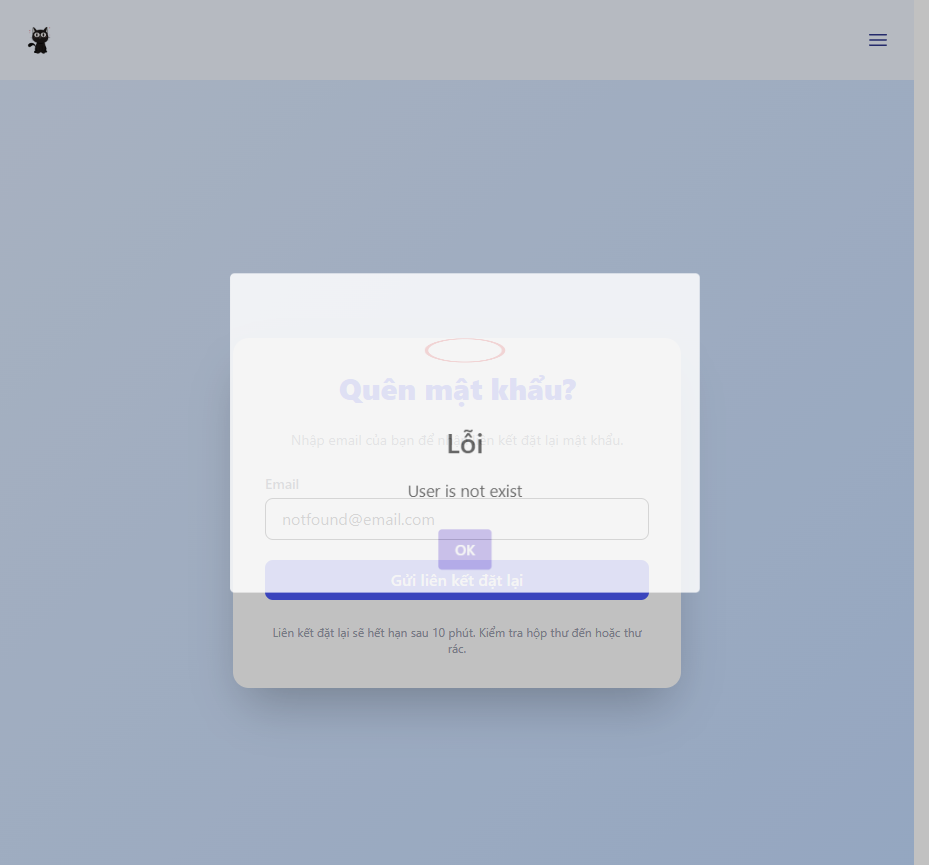 Quên mật khẩu?
Nhập email của bạn để nhận liên kết đặt lại mật khẩu.
Lỗi
Email
User is not exist
notfound@email.com
OK
Gửi liên kết đặt lại
Liên kết đặt lại sẽ hết hạn sau 10 phút. Kiểm tra hộp thư đến hoặc thư
rác.